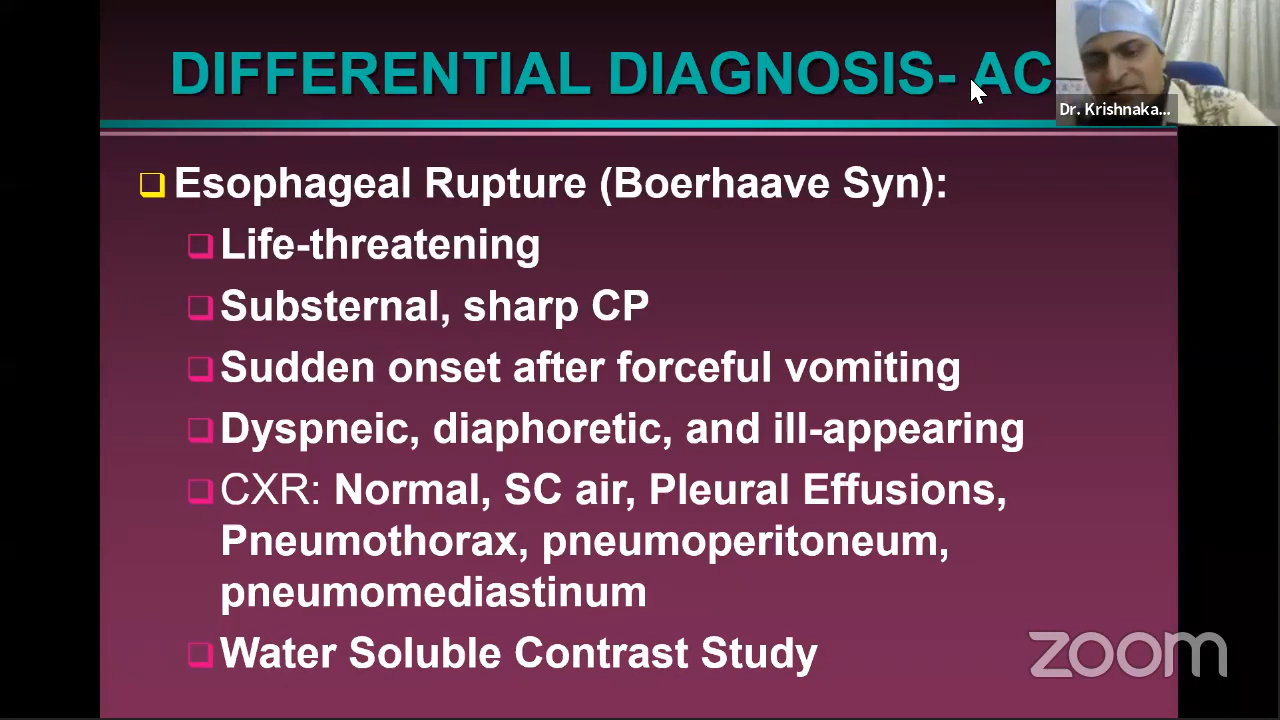 DIFFERENTIAL DIAGNOSIS- AC
Dr. Krishnaka...
Esophageal Rupture (Boerhaave Syn):
Life-threatening
Substernal, sharp CP
Sudden onset after forceful vomiting
Dyspneic, diaphoretic, and ill-appearing
CXR: Normal, SC air, Pleural Effusions,
Pneumothorax, pneumoperitoneum,
pneumomediastinum
Water Soluble Contrast Study
zoom